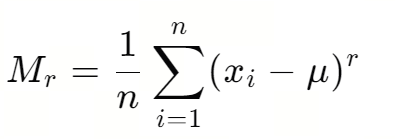 M_r = \frac{1}{n} \sum_{i=1}^{n} (x_i - \mu)^r